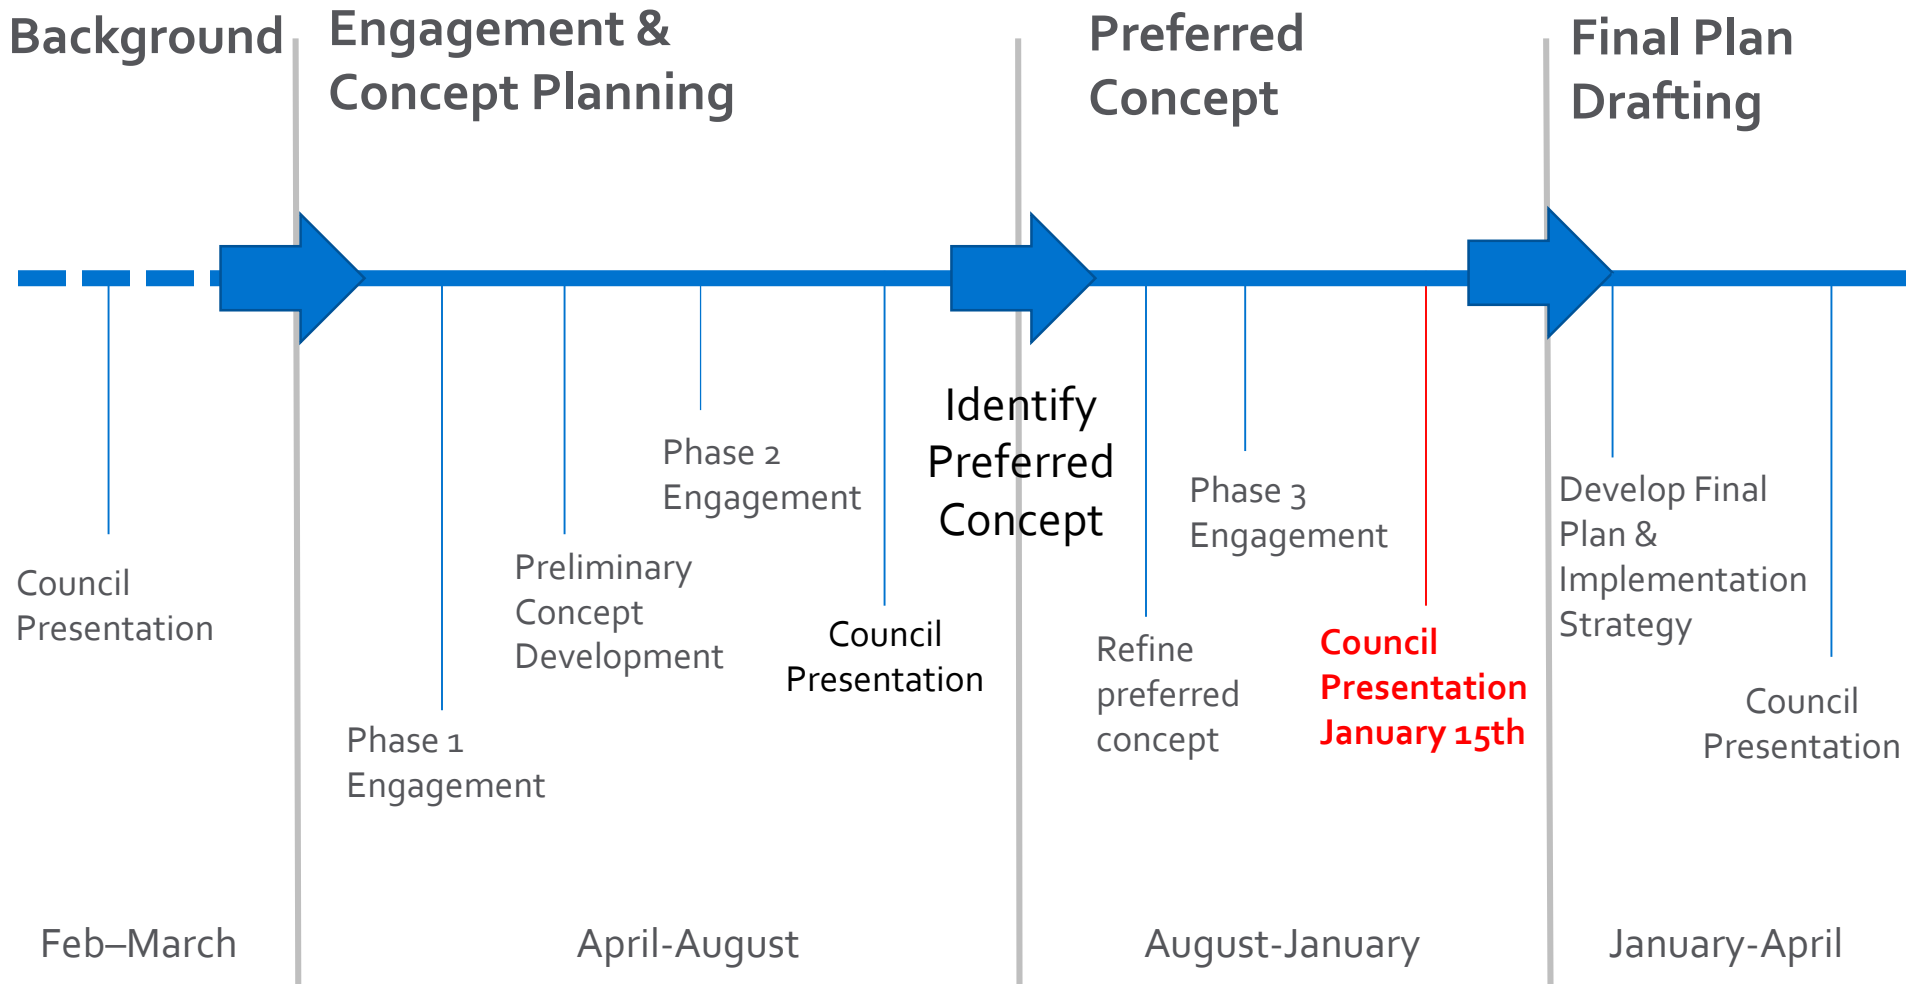 Background
Engagement &
Concept Planning
Preferred
Concept
Final Plan
Drafting
Council
Presentation
Phase 1
Engagement
Preliminary
Concept
Development
Phase 2
Engagement
Council
Presentation
Identify
Preferred
Concept
Refine
preferred
concept
Phase 3
Engagement
Council
Presentation
January 15th
Develop Final
Plan &
Implementation
Strategy
Council
Presentation
Feb–March
April-August
August-January
January-April